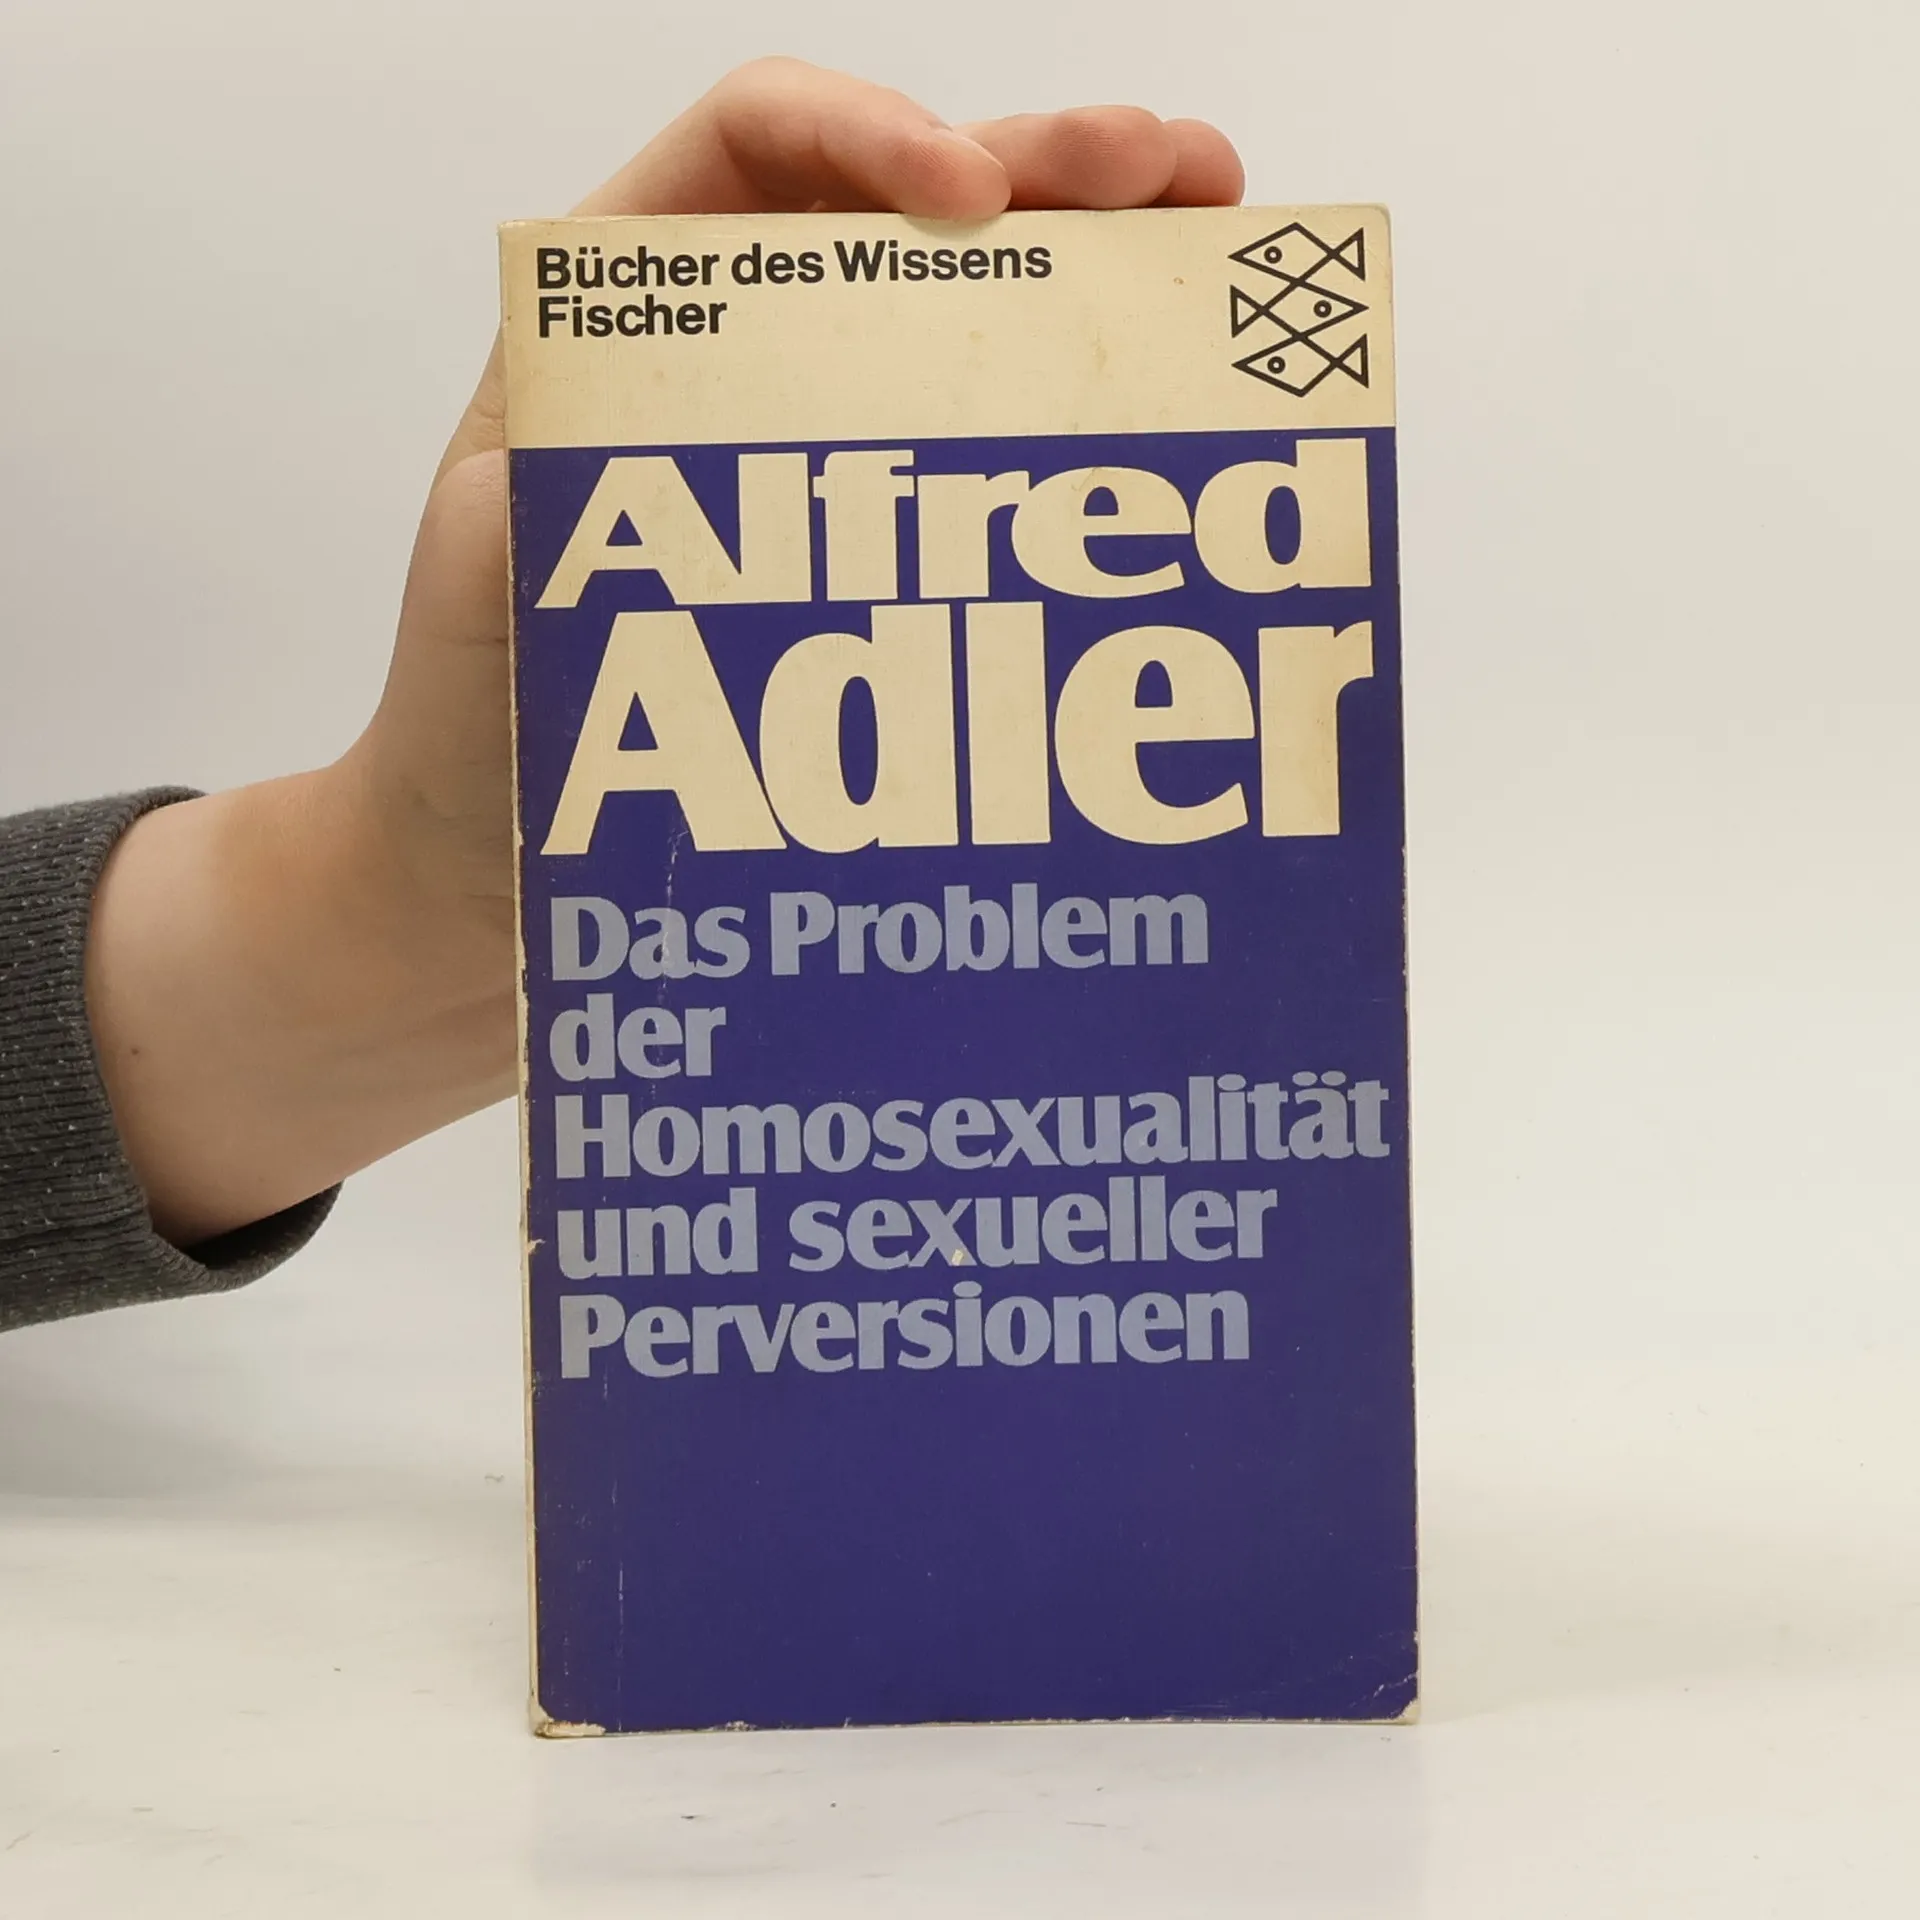 Bücher des Wissens
Fischer
Alfred
Adler
Das Problem
der
Homosexualität
und sexueller
Perversionen